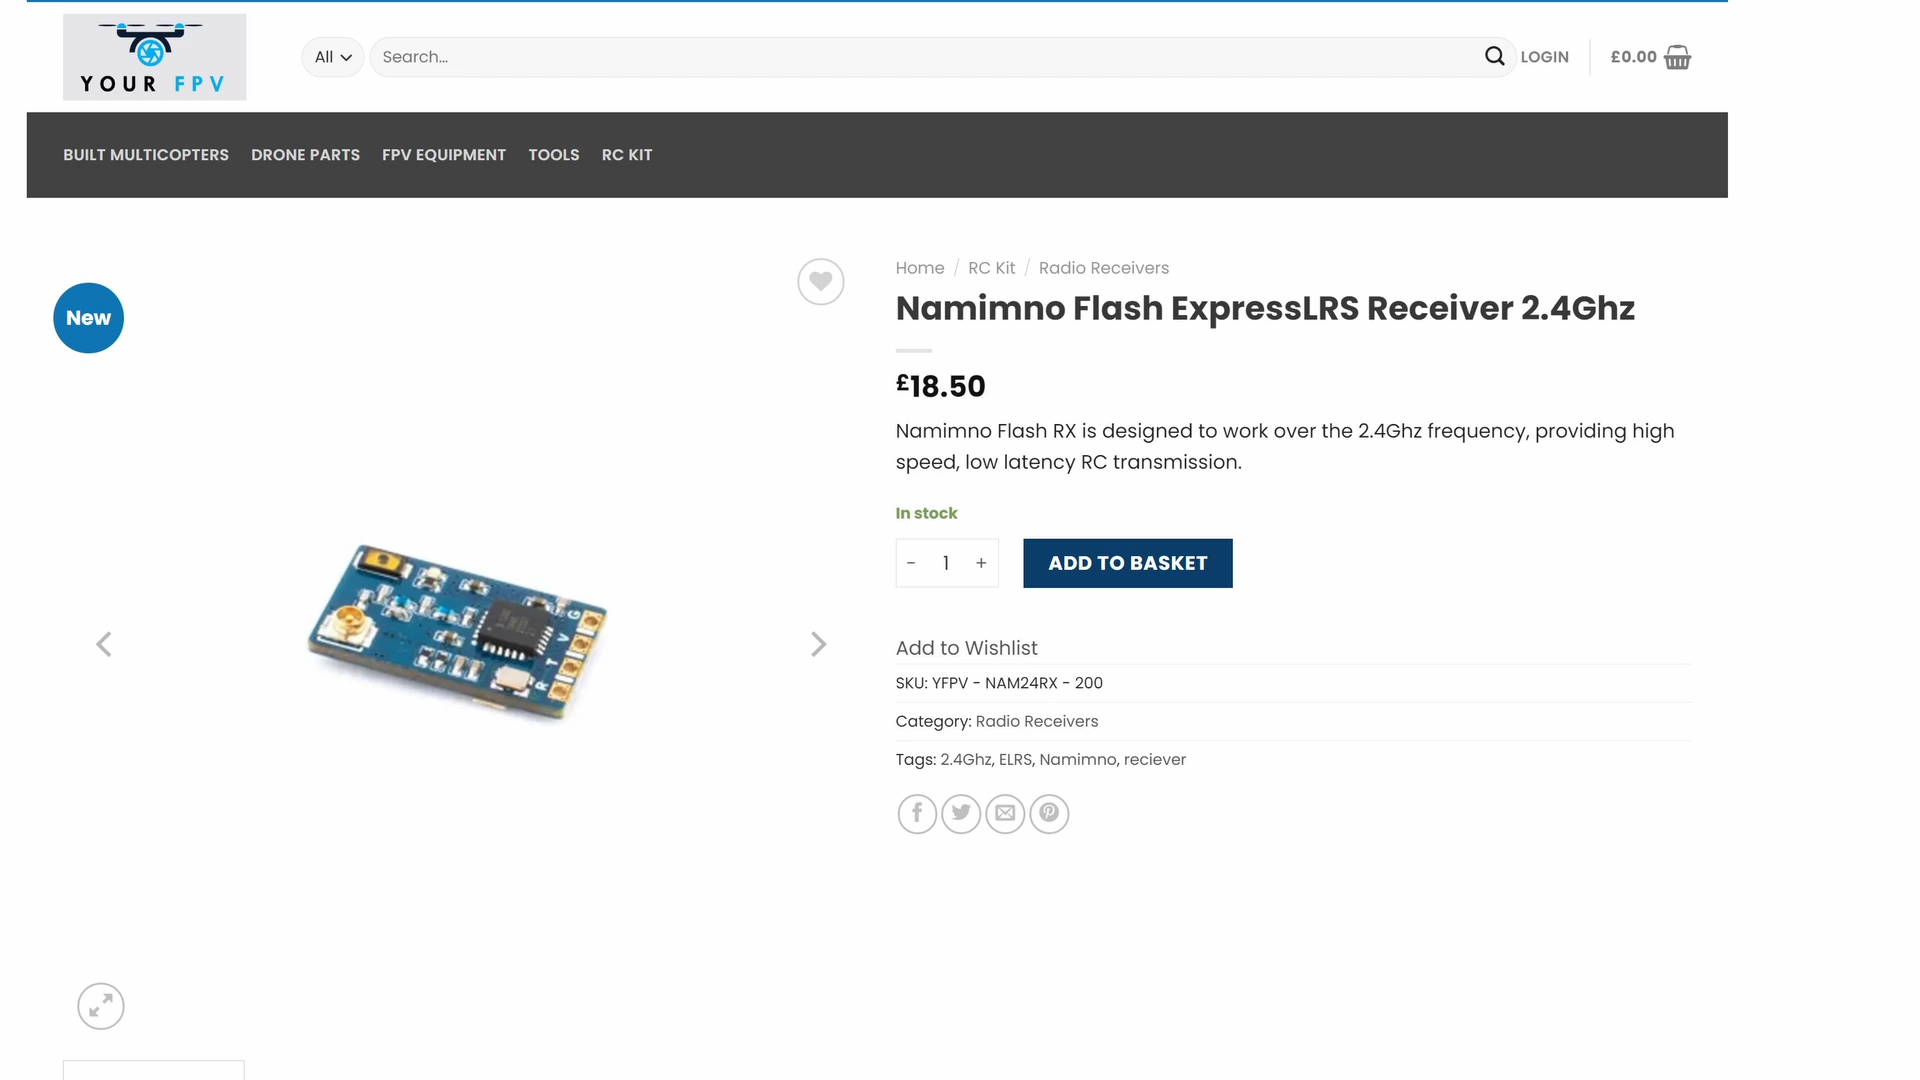 YOUR FPV
All
Search...
LOGIN
£0.00
BUILT MULTICOPTERS
DRONE PARTS
FPV EQUIPMENT
TOOLS
RC KIT
New
Home / RC Kit / Radio Receivers
Namimno Flash ExpressLRS Receiver 2.4Ghz
£18.50
Namimno Flash RX is designed to work over the 2.4Ghz frequency, providing high
speed, low latency RC transmission.
In stock
- 1 +
ADD TO BASKET
G
V
T
R
Add to Wishlist
SKU: YFPV - NAM24RX - 200
Category: Radio Receivers
Tags: 2.4Ghz, ELRS, Namimno, reciever